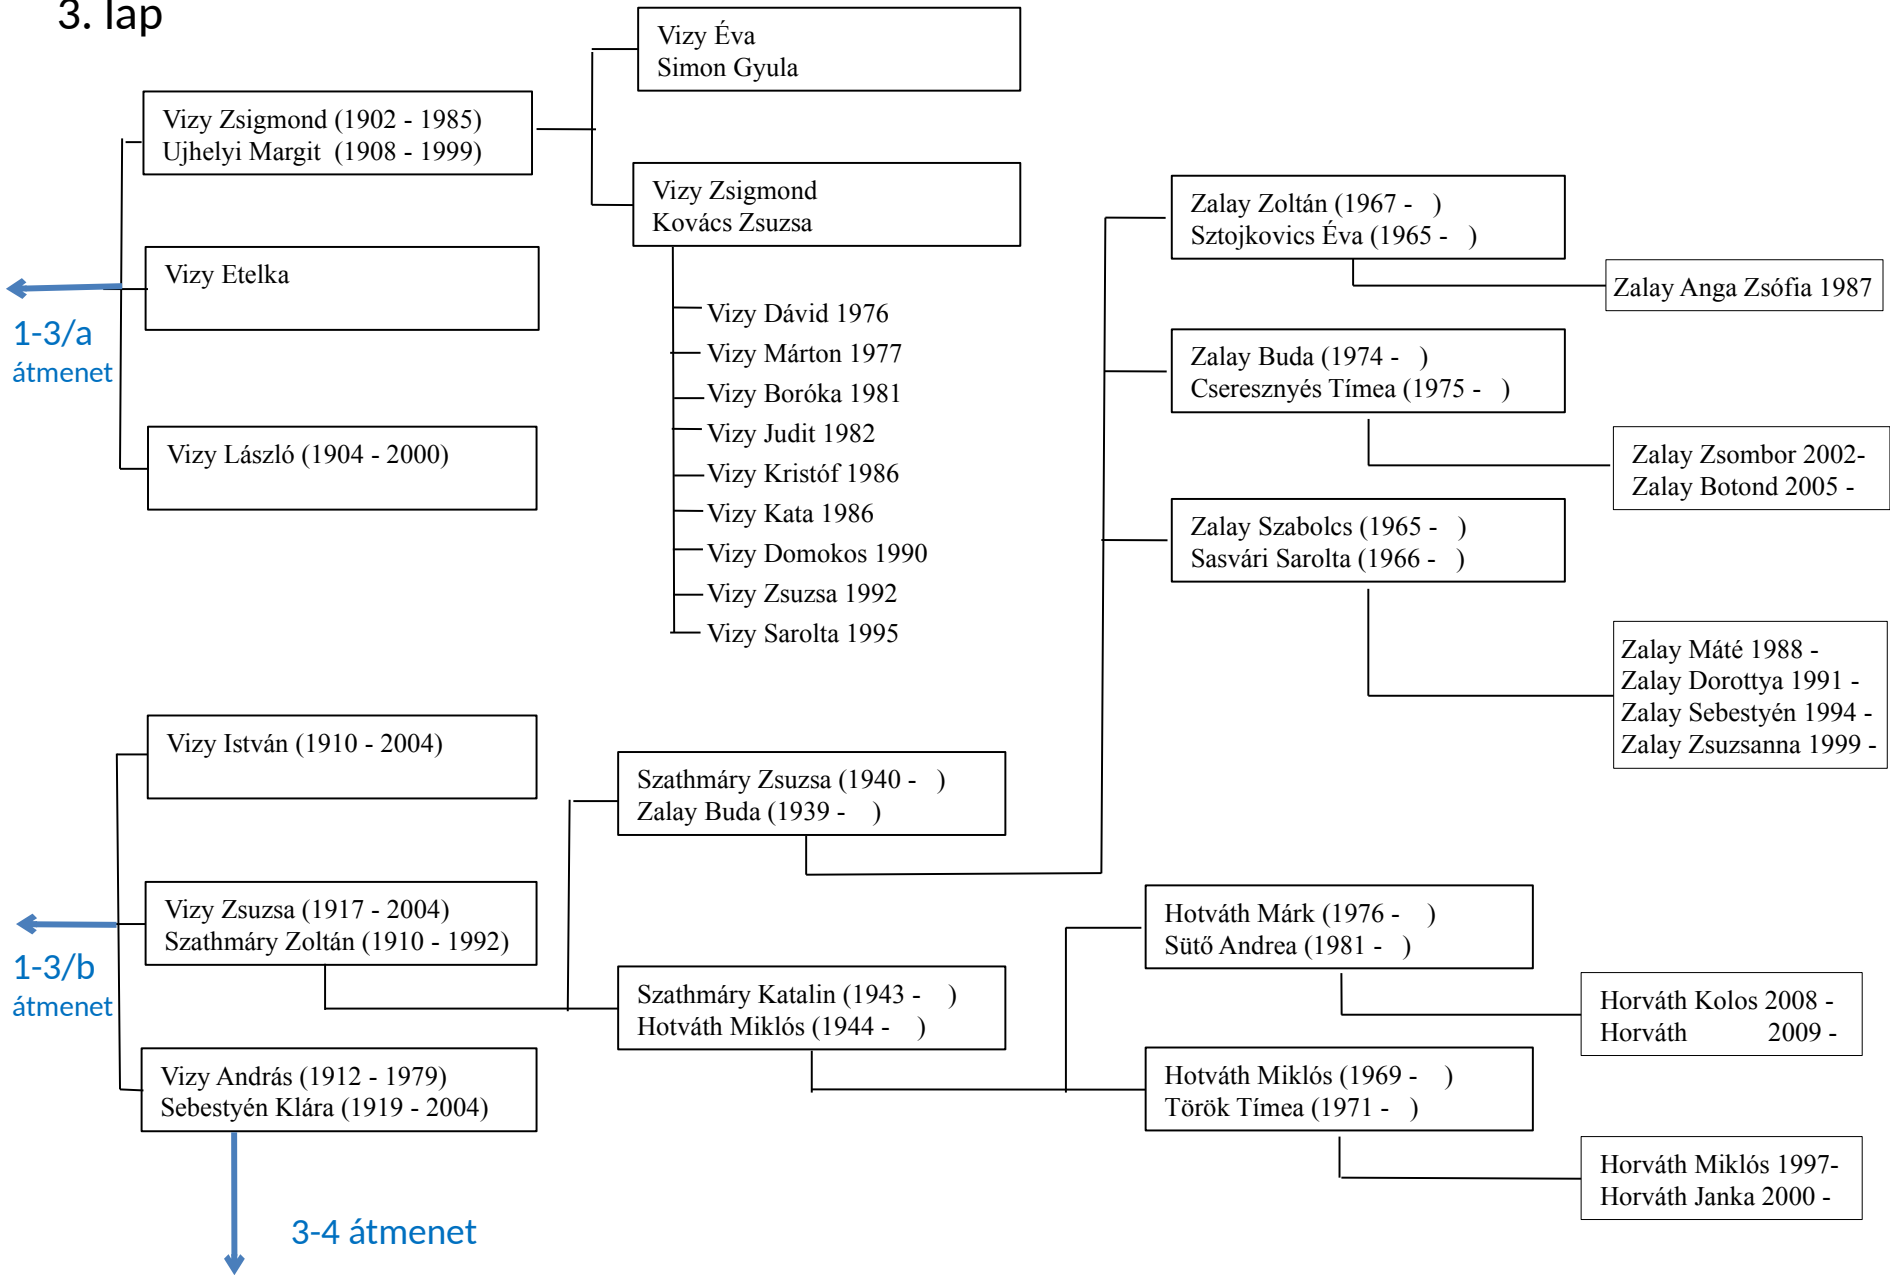 3. lap
Vizy Éva
Simon Gyula
Vizy Zsigmond (1902 - 1985)
Ujhelyi Margit (1908 - 1999)
Vizy Zsigmond
Kovács Zsuzsa
Vizy Etelka
1-3/a
átmenet
Vizy László (1904 - 2000)
Vizy Dávid 1976
Vizy Márton 1977
Vizy Boróka 1981
Vizy Judit 1982
Vizy Kristóf 1986
Vizy Kata 1986
Vizy Domokos 1990
Vizy Zsuzsa 1992
Vizy Sarolta 1995
Zalay Zoltán (1967 - )
Sztojkovics Éva (1965 - )
Zalay Anga Zsófia 1987
Zalay Buda (1974 - )
Cseresznyés Tímea (1975 - )
Zalay Zsombor 2002-
Zalay Botond 2005 -
Zalay Szabolcs (1965 - )
Sasvári Sarolta (1966 - )
Zalay Máté 1988 -
Zalay Dorottya 1991 -
Zalay Sebestyén 1994 -
Zalay Zsuzsanna 1999 -
Vizy István (1910 - 2004)
Szathmáry Zsuzsa (1940 - )
Zalay Buda (1939 - )
Vizy Zsuzsa (1917 - 2004)
Szathmáry Zoltán (1910 - 1992)
1-3/b
átmenet
Szathmáry Katalin (1943 - )
Hotváth Miklós (1944 - )
Hotváth Márk (1976 - )
Sütő Andrea (1981 - )
Horváth Kolos 2008 -
Horváth 2009 -
Vizy András (1912 - 1979)
Sebestyén Klára (1919 - 2004)
Hotváth Miklós (1969 - )
Török Tímea (1971 - )
Horváth Miklós 1997-
Horváth Janka 2000 -
3-4 átmenet